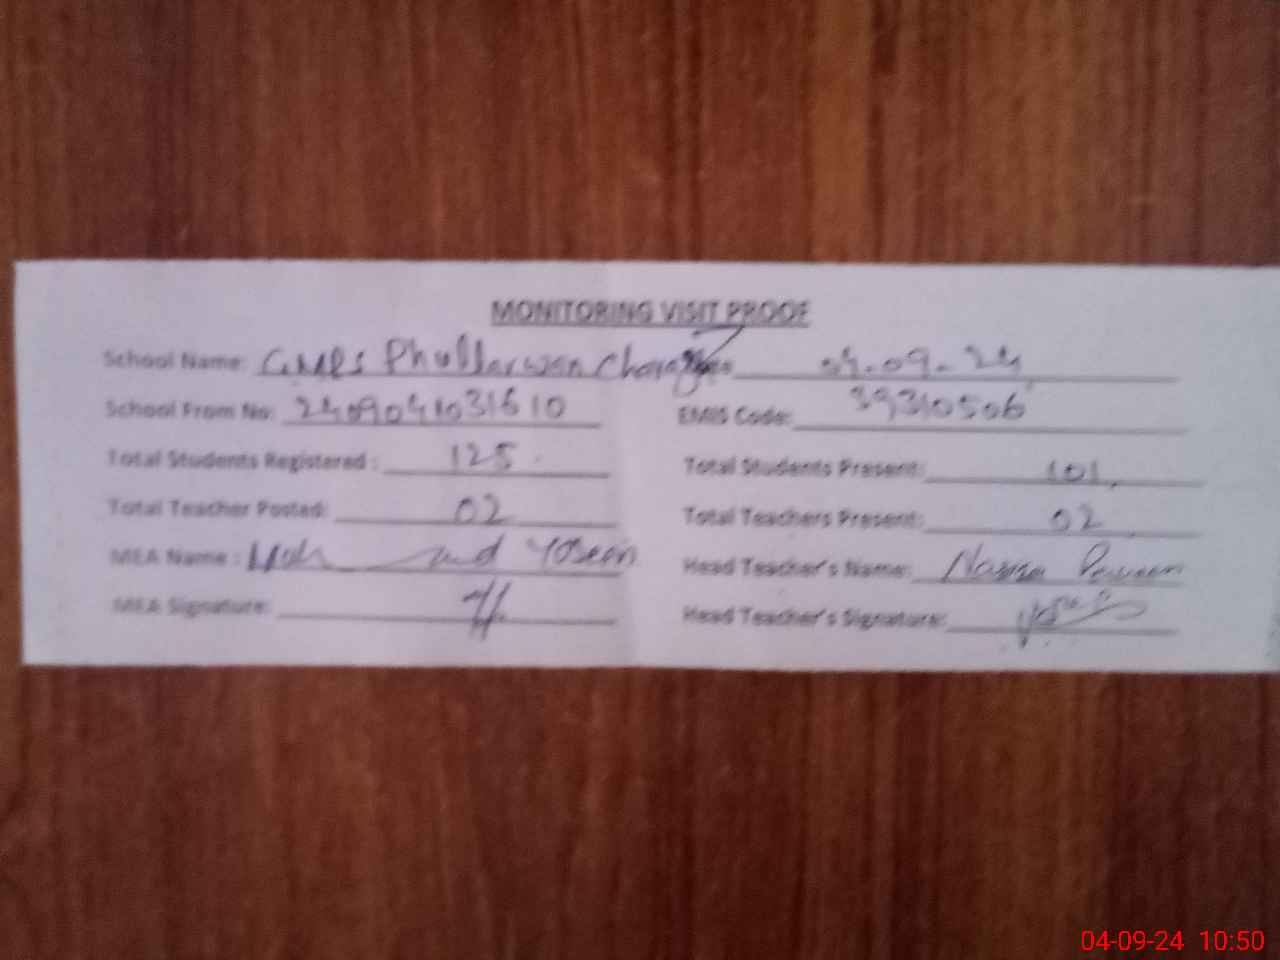 MONITORING VISIT PROOF
School Name: GMPS Phullarwan 04-09-24
School From No: 2409041031610 EMIS Code: 39310506
Total Students Registered : 125 Total Students Present: 101
Total Teacher Posted: 02 Total Teachers Present: 02
MEA Name : Yaseen Head Teacher's Name:
MEA Signature: Head Teacher's Signature:
04-09-24 10:50